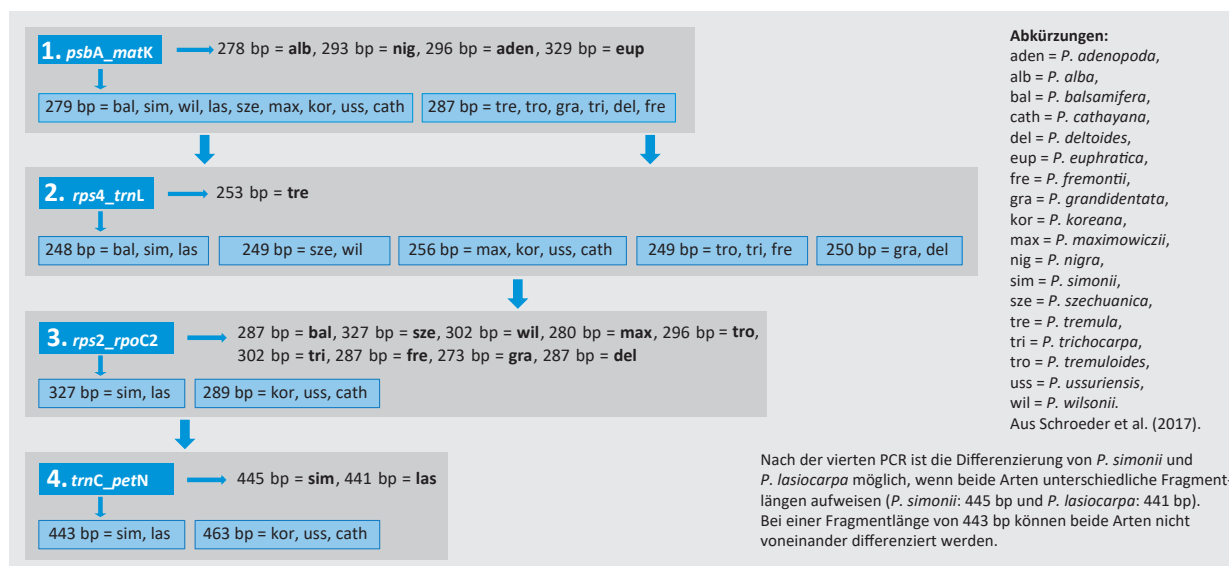 1. psbA_matK
278 bp = alb, 293 bp = nig, 296 bp = aden, 329 bp = eup
279 bp = bal, sim, wil, las, sze, max, kor, uss, cath
287 bp = tre, tro, gra, tri, del, fre
2. rps4_trnL
253 bp = tre
248 bp = bal, sim, las
249 bp = sze, wil
256 bp = max, kor, uss, cath
249 bp = tro, tri, fre
250 bp = gra, del
3. rps2_rpoC2
287 bp = bal, 327 bp = sze, 302 bp = wil, 280 bp = max, 296 bp = tro,
302 bp = tri, 287 bp = fre, 273 bp = gra, 287 bp = del
327 bp = sim, las
289 bp = kor, uss, cath
4. trnC_petN
445 bp = sim, 441 bp = las
443 bp = sim, las
463 bp = kor, uss, cath
Abkürzungen:
aden = P. adenopoda,
alb = P. alba,
bal = P. balsamifera,
cath = P. cathayana,
del = P. deltoides,
eup = P. euphratica,
fre = P. fremontii,
gra = P. grandidentata,
kor = P. koreana,
max = P. maximowiczii,
nig = P. nigra,
sim = P. simonii,
sze = P. szechuanica,
tre = P. tremula,
tri = P. trichocarpa,
tro = P. tremuloides,
uss = P. ussuriensis,
wil = P. wilsonii.
Aus Schroeder et al. (2017).
Nach der vierten PCR ist die Differenzierung von P. simonii und
P. lasiocarpa möglich, wenn beide Arten unterschiedliche Fragment-
längen aufweisen (P. simonii: 445 bp und P. lasiocarpa: 441 bp).
Bei einer Fragmentlänge von 443 bp können beide Arten nicht
voneinander differenziert werden.